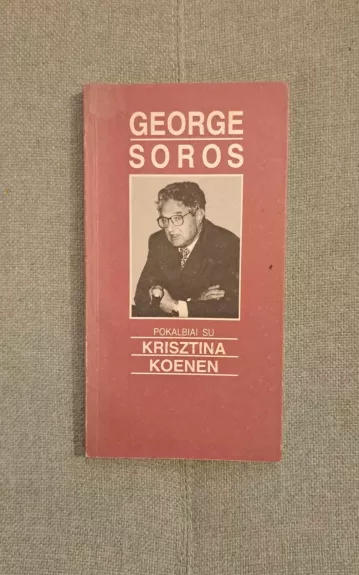 GEORGE
SOROS
POKALBIAI SU
KRISZTINA
KOENEN